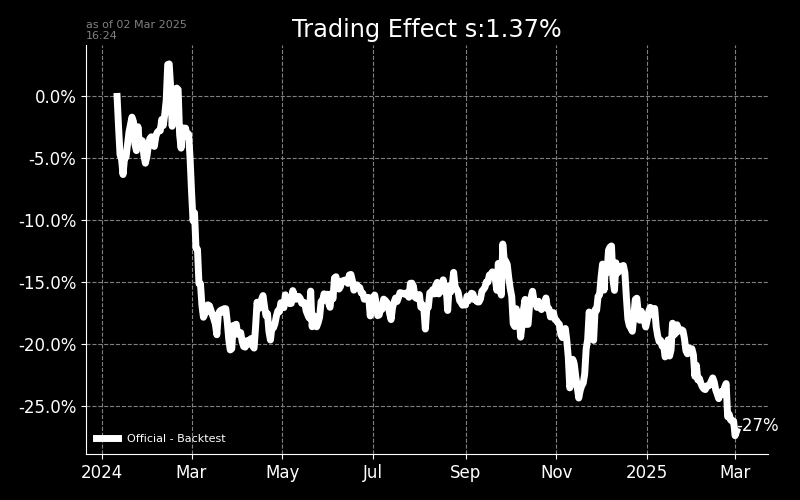 as of 02 Mar 2025
16:24
Trading Effect s:1.37%
0.0%
-5.0%
-10.0%
-15.0%
-20.0%
-25.0%
-27%
Official - Backtest
2024 Mar May Jul Sep Nov 2025 Mar